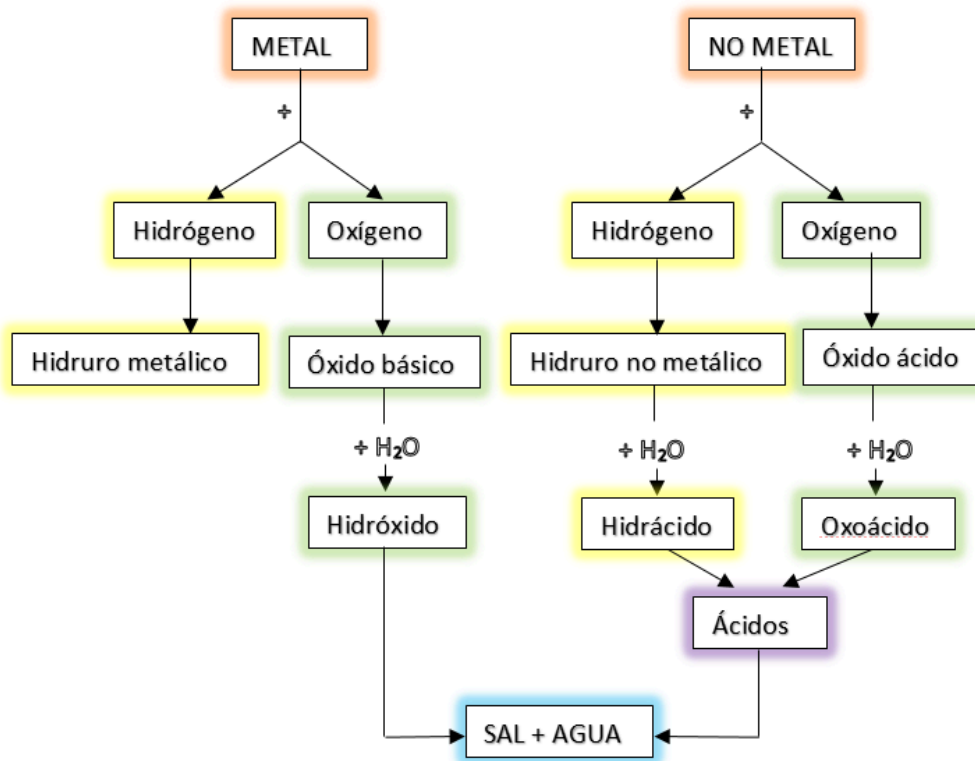 METAL
NO METAL
+
+
Hidrógeno
Oxígeno
Hidrógeno
Oxígeno
Hidruro metálico
Óxido básico
Hidruro no metálico
Óxido ácido
+ H₂O
+ H₂O
+ H₂O
Hidróxido
Hidrácido
Oxoácido
Ácidos
SAL + AGUA